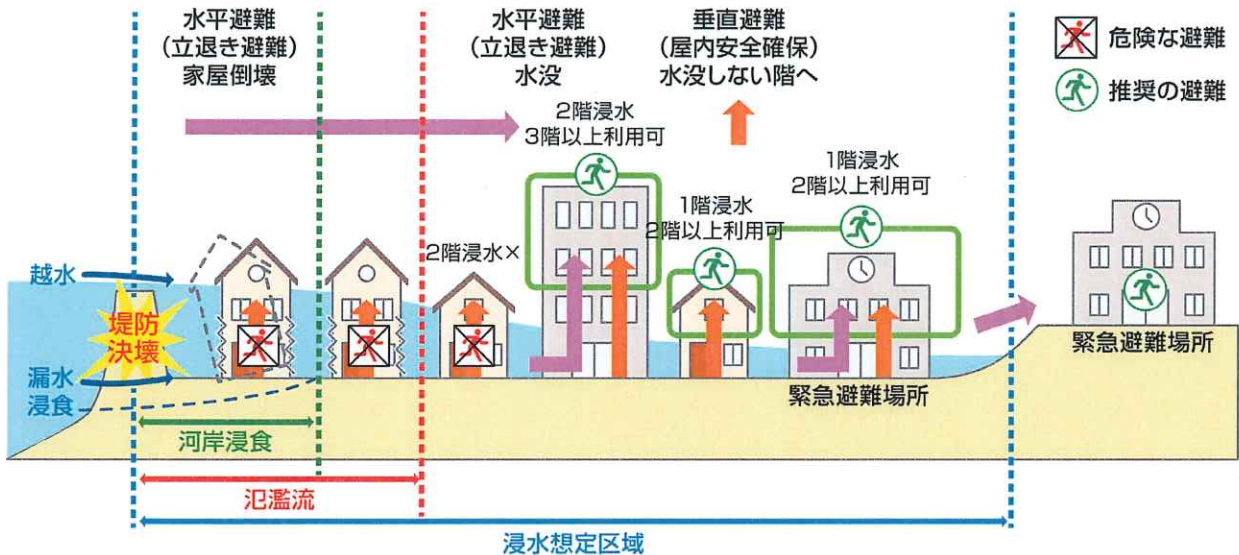 水平避難
(立退き避難)
家屋倒壊
水平避難
(立退き避難)
水没
垂直避難
(屋内安全確保)
水没しない階へ
危険な避難
推奨の避難
2階浸水
3階以上利用可
1階浸水
2階以上利用可
1階浸水
2階以上利用可
2階浸水×
越水
堤防
決壊
漏水
浸食
緊急避難場所
緊急避難場所
河岸浸食
氾濫流
浸水想定区域